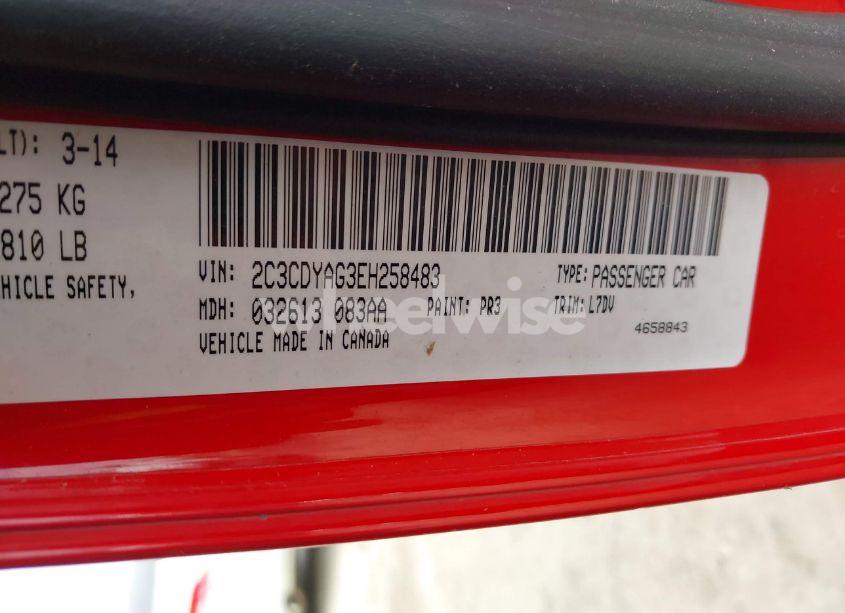 LT): 3-14
275 KG
810 LB
HICLE SAFETY,
VIN: 2C3CDYAG3EH258483 TYPE: PASSENGER CAR
MDH: 032613 083AA PAINT: PR3 TRIM: L7DV
VEHICLE MADE IN CANADA 4658843
wheelwise